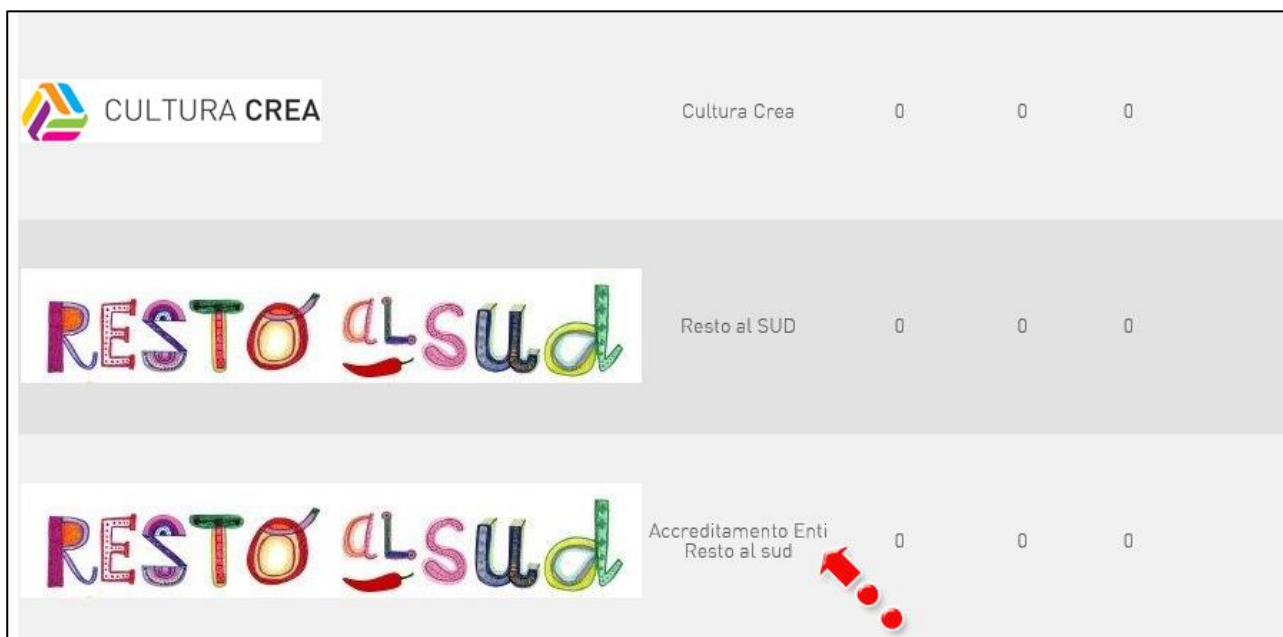 CULTURA CREA Cultura Crea 0 0 0
RESTO aL Sud Resto al SUD 0 0 0
RESTO aL Sud Accreditamento Enti
Resto al sud 0 0 0